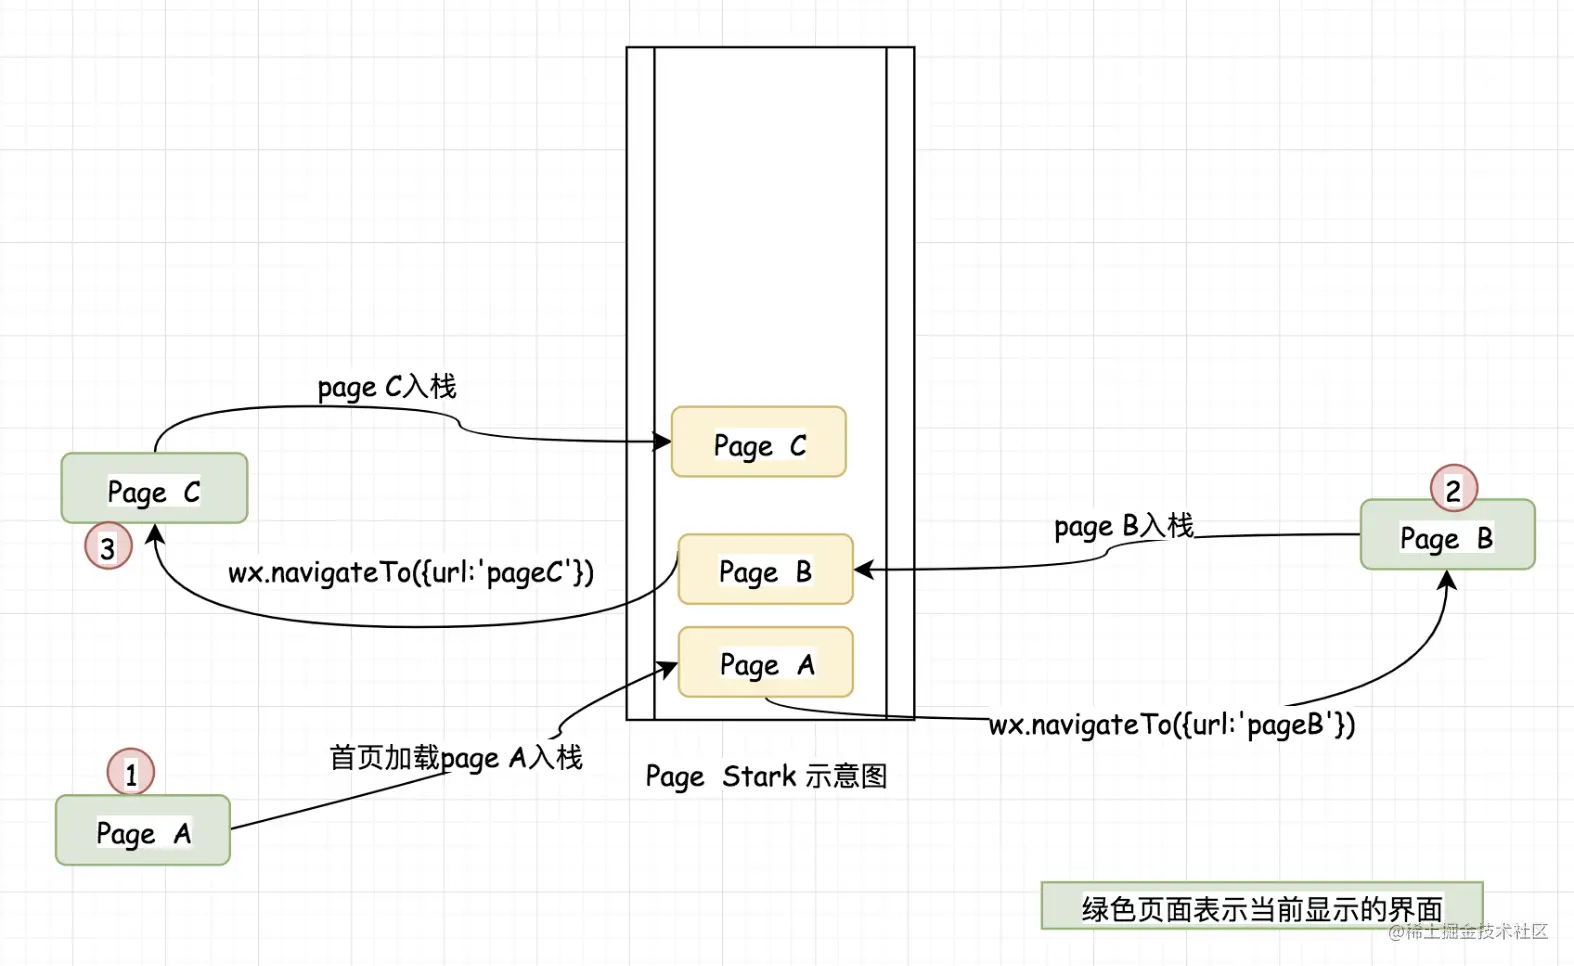 page C入栈
Page C
Page C
3
wx.navigateTo({url:'pageC'})
page B入栈
2
Page B
Page B
Page A
wx.navigateTo({url:'pageB'})
首页加载page A入栈
1
Page A
Page Stark 示意图
绿色页面表示当前显示的界面
@稀土掘金技术社区